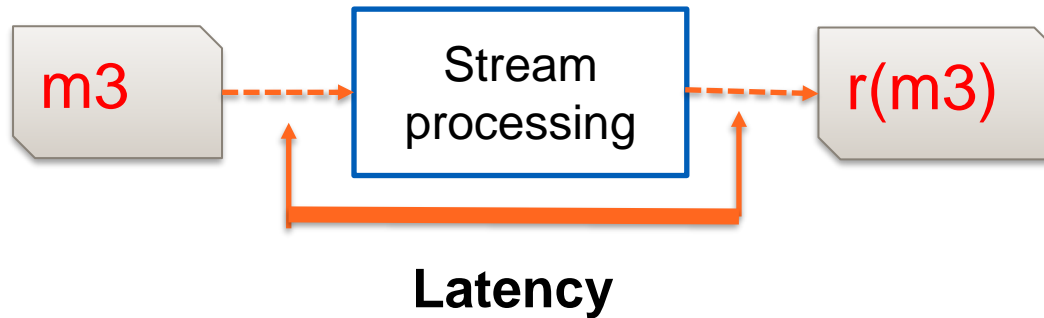 m3
Stream
processing
r(m3)
Latency